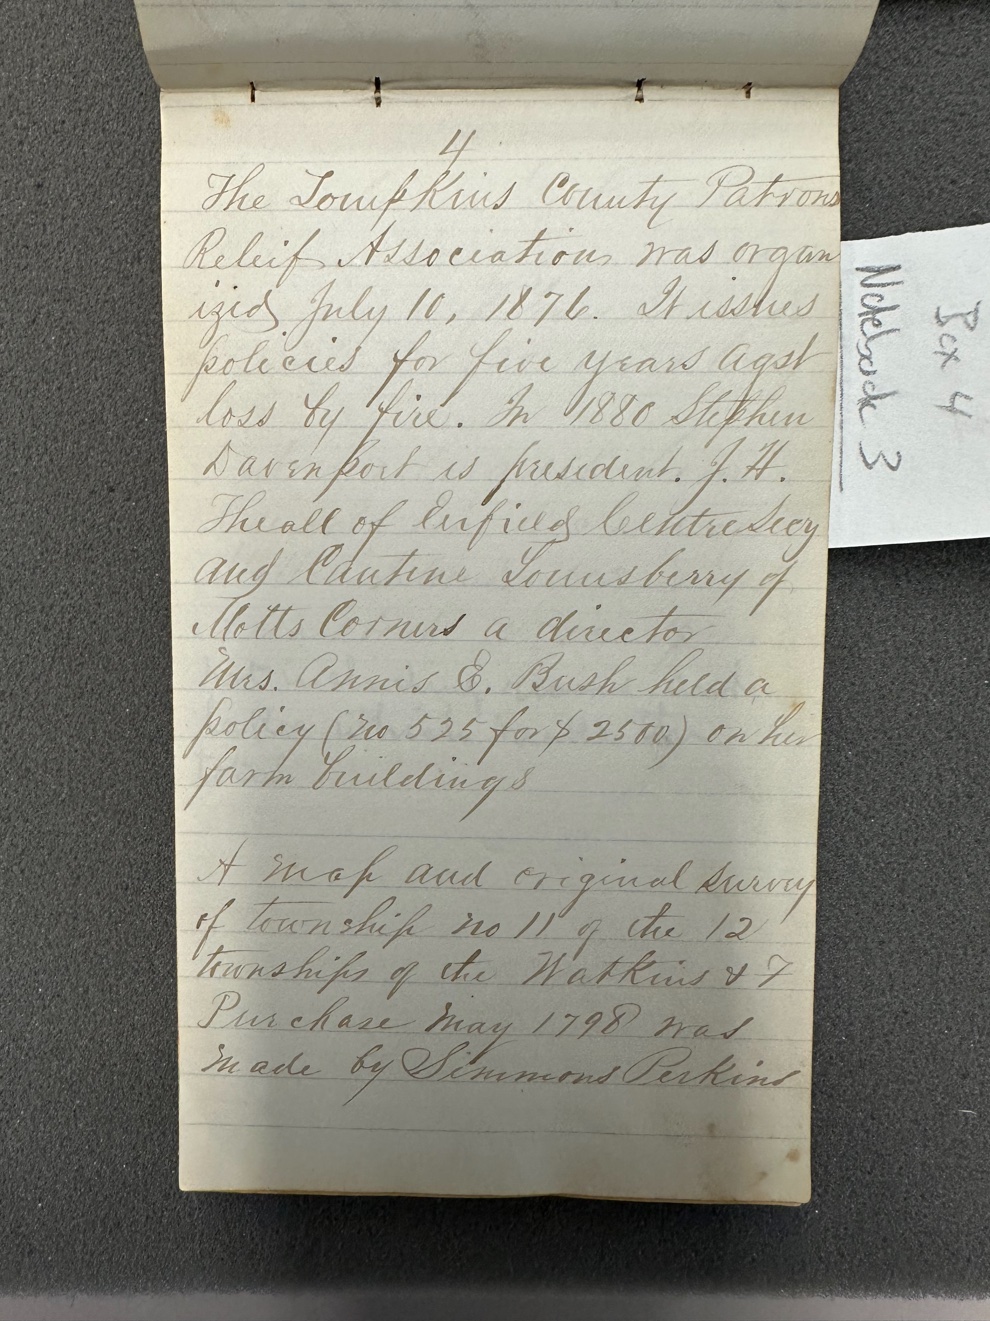 4
The Tompkins County Patrons
Releif Association was organ
ized July 10, 1876. It issues
policies for five years agst
loss by fire. In 1880 Stephen
Davenport is president. J. H.
Theall of Enfield Centre Secy
and Cantine Lounsberry of
Motts Corners a director
Mrs. Annis E. Bush held a
policy (no 525 for $ 2500) on her
farm buildings
A map and original survey
of township no 11 of the 12
townships of the Watkins & F
Purchase May 1798 was
made by Simmons Perkins
Box 4
Notebook 3